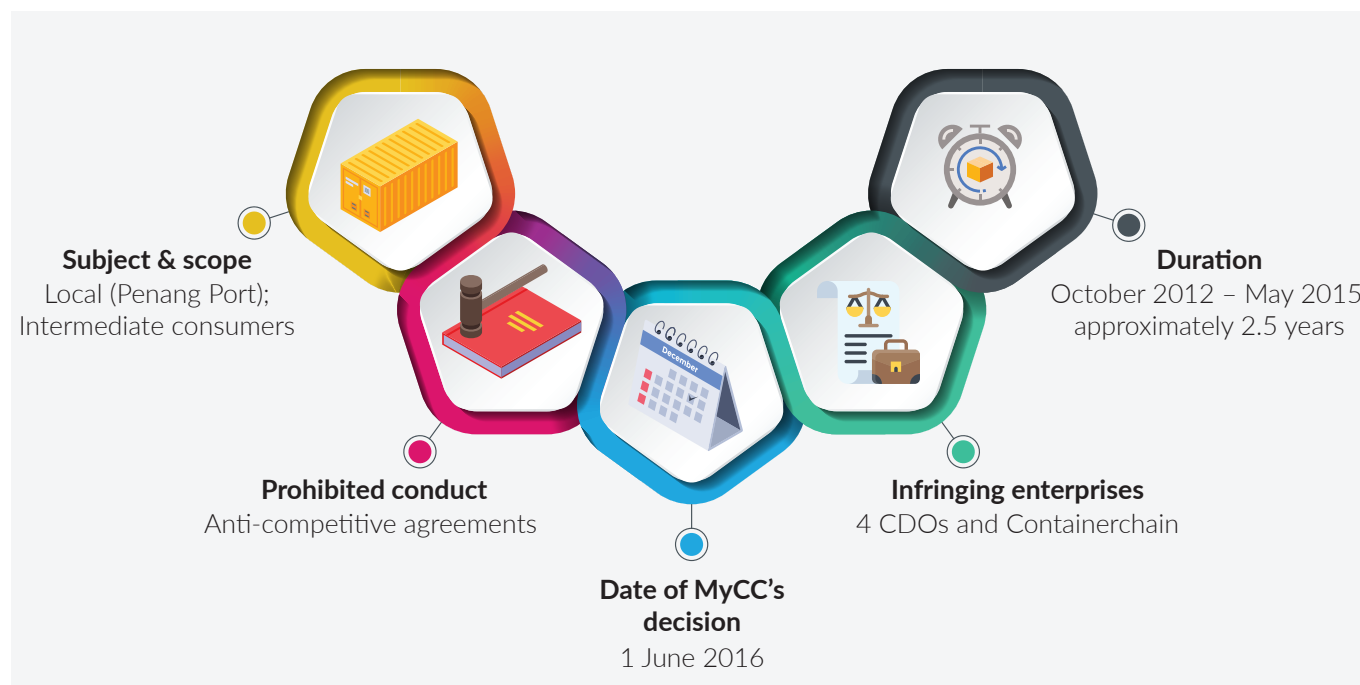 December
Subject & scope
Local (Penang Port);
Intermediate consumers
Prohibited conduct
Anti-competitive agreements
Date of MyCC’s
decision
1 June 2016
Infringing enterprises
4 CDOs and Containerchain
Duration
October 2012 – May 2015
approximately 2.5 years